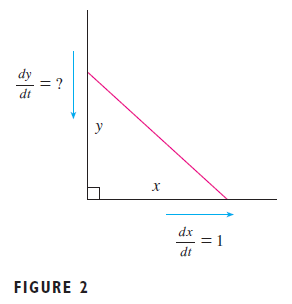 dy/dt = ?
y
x
dx/dt = 1
FIGURE 2